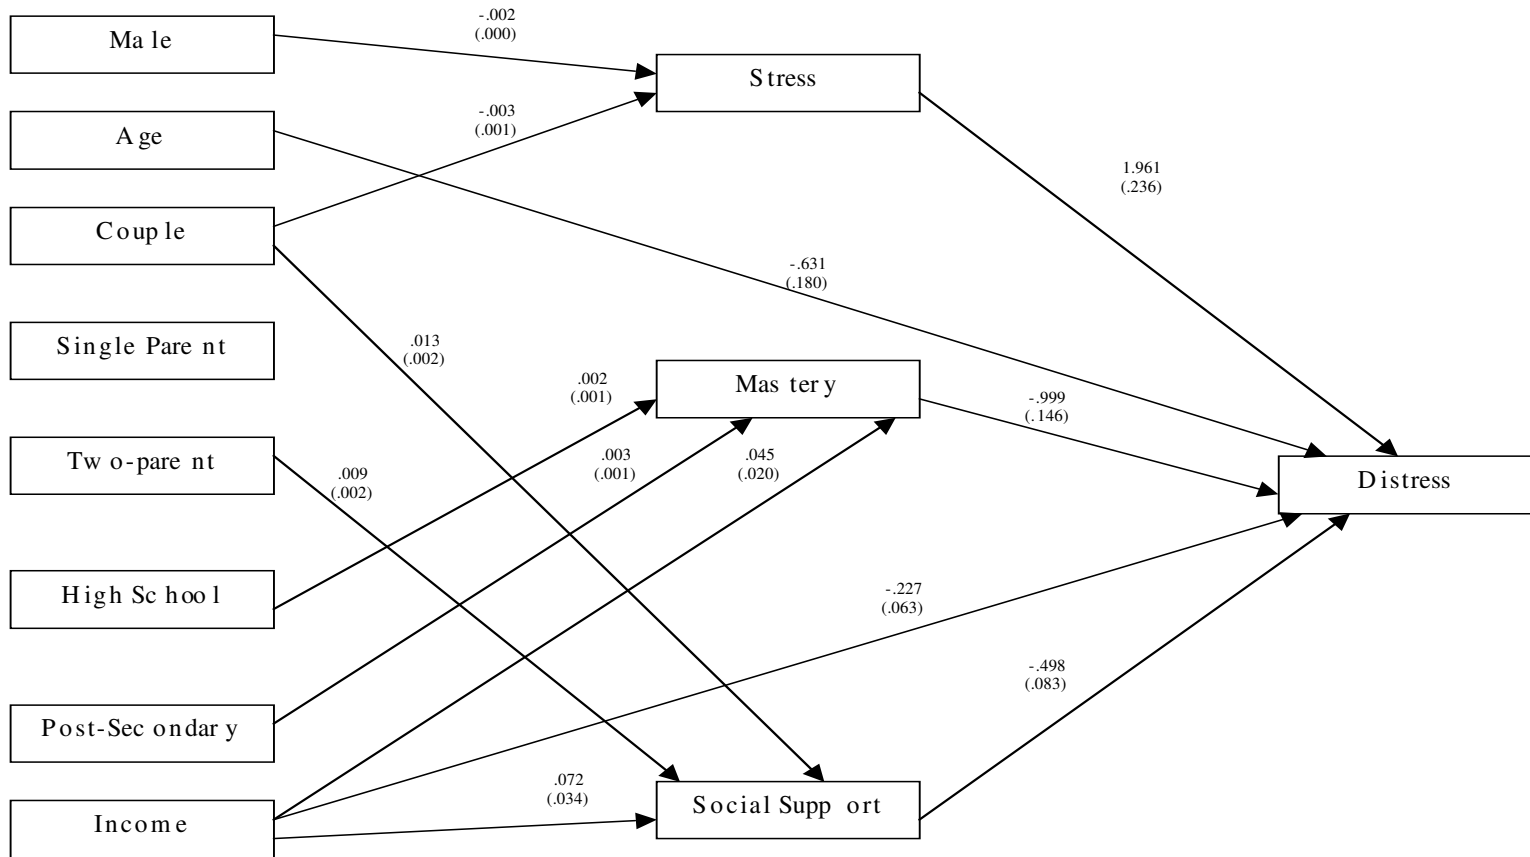 Male
-.002
(.000)
Stress
Age
-.003
(.001)
1.961
(.236)
Couple
-.631
(.180)
Single Parent
.013
(.002)
.002
(.001)
Mastery
-.999
(.146)
Two-parent
.009
(.002)
.003
(.001)
.045
(.020)
Distress
High School
-.227
(.063)
-.498
(.083)
Post-Secondary
.072
(.034)
Social Support
Income